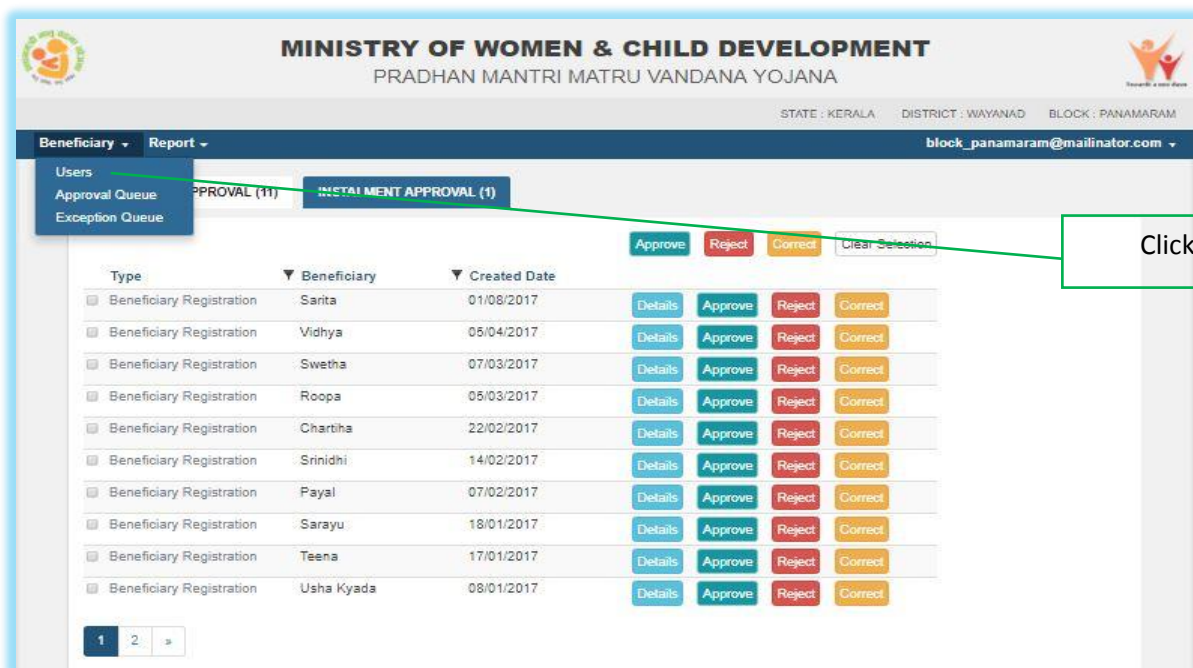 MINISTRY OF WOMEN & CHILD DEVELOPMENT
PRADHAN MANTRI MATRU VANDANA YOJANA
STATE : KERALA DISTRICT : WAYANAD BLOCK : PANAMARAM
Beneficiary Report block_panamaram@mailinator.com
Users
Approval Queue
Exception Queue
PPROVAL (11) INSTALMENT APPROVAL (1)
Click
Approve Reject Correct Clear Selection
Type Beneficiary Created Date
Beneficiary Registration Sarita 01/08/2017 Details Approve Reject Correct
Beneficiary Registration Vidhya 05/04/2017 Details Approve Reject Correct
Beneficiary Registration Swetha 07/03/2017 Details Approve Reject Correct
Beneficiary Registration Roopa 05/03/2017 Details Approve Reject Correct
Beneficiary Registration Chartiha 22/02/2017 Details Approve Reject Correct
Beneficiary Registration Srinidhi 14/02/2017 Details Approve Reject Correct
Beneficiary Registration Payal 07/02/2017 Details Approve Reject Correct
Beneficiary Registration Sarayu 18/01/2017 Details Approve Reject Correct
Beneficiary Registration Teena 17/01/2017 Details Approve Reject Correct
Beneficiary Registration Usha Kyada 08/01/2017 Details Approve Reject Correct
1 2 »